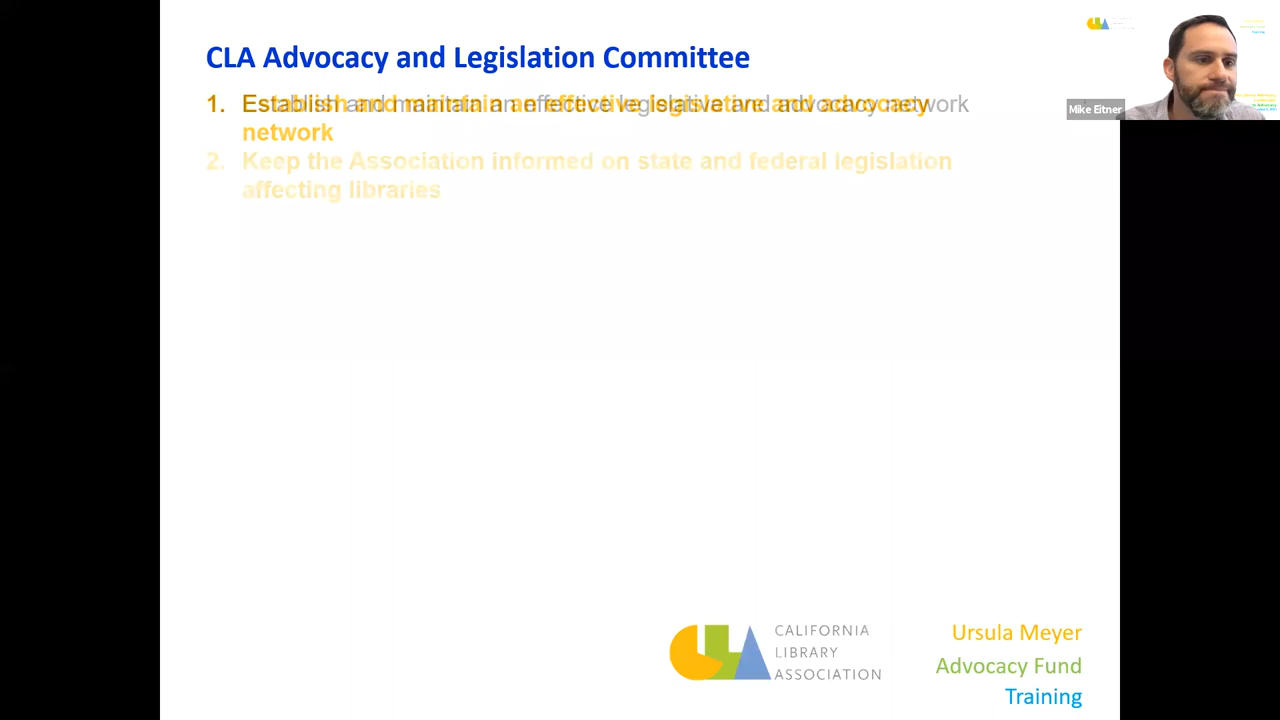 CLA Advocacy and Legislation Committee
1. Establish and maintain an effective legislative and advocacy
network
2. Keep the Association informed on state and federal legislation
affecting libraries
Mike Eitner
CALIFORNIA
LIBRARY
ASSOCIATION
Ursula Meyer
Advocacy Fund
Training